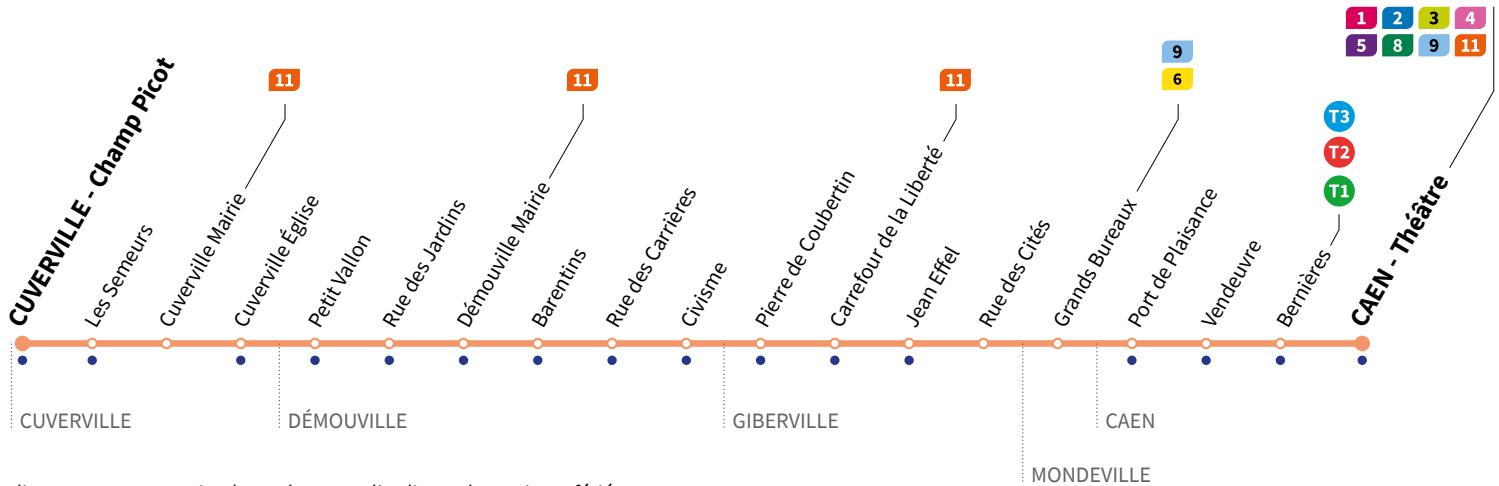 1 2 3 4
5 8 9 11
11
11
11
9
6
T3
T2
T1
CUVERVILLE - Champ Picot
Les Semeurs
Cuverville Mairie
Cuverville Église
Petit Vallon
Rue des Jardins
Démouville Mairie
Barentins
Rue des Carrières
Civisme
Pierre de Coubertin
Carrefour de la Liberté
Jean Effel
Rue des Cités
Grands Bureaux
Port de Plaisance
Vendeuvre
Bernières
CAEN - Théâtre
CUVERVILLE
DÉMOUVILLE
GIBERVILLE
CAEN
MONDEVILLE